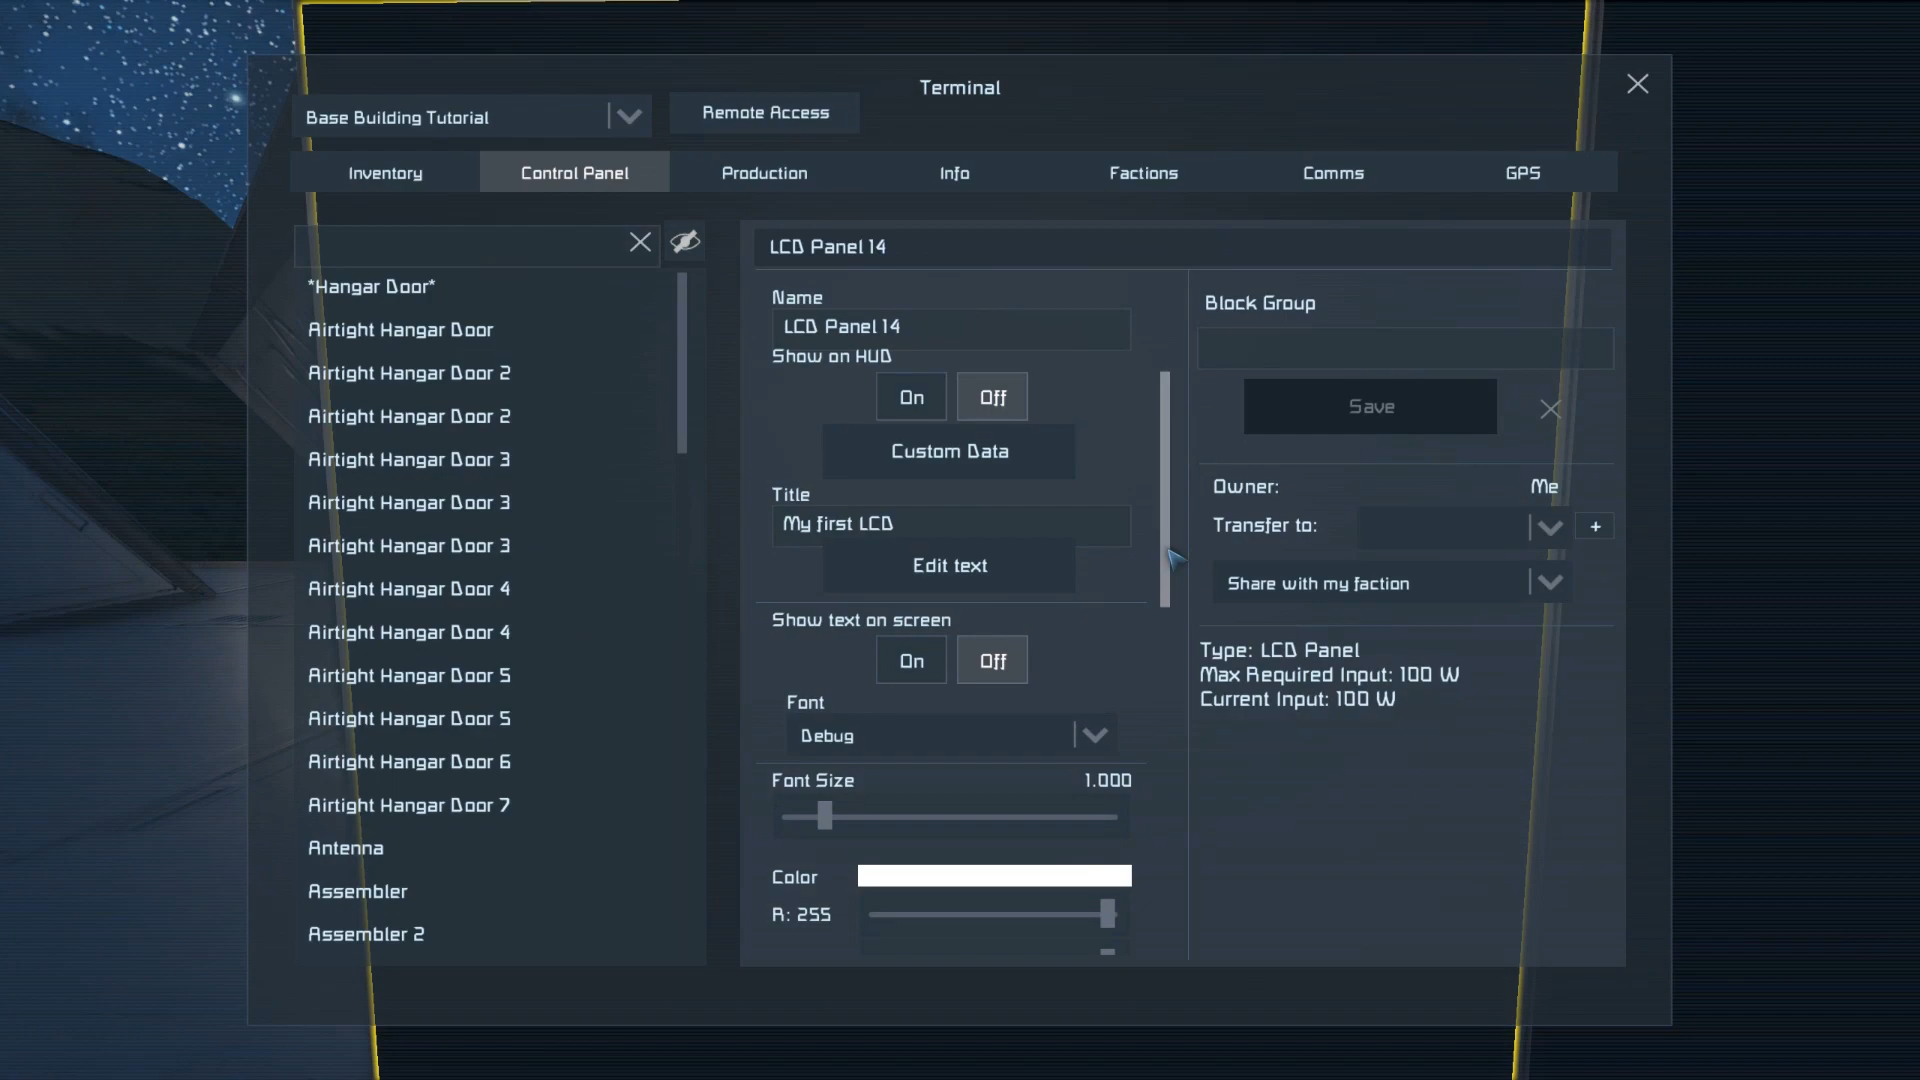 Terminal
Base Building Tutorial
Remote Access
Inventory
Control Panel
Production
Info
Factions
Comms
GPS
*Hangar Door*
Airtight Hangar Door
Airtight Hangar Door 2
Airtight Hangar Door 2
Airtight Hangar Door 3
Airtight Hangar Door 3
Airtight Hangar Door 3
Airtight Hangar Door 4
Airtight Hangar Door 4
Airtight Hangar Door 5
Airtight Hangar Door 5
Airtight Hangar Door 6
Airtight Hangar Door 7
Antenna
Assembler
Assembler 2
LCD Panel 14
Name
LCD Panel 14
Show on HUD
On
Off
Custom Data
Title
My first LCD
Edit text
Show text on screen
On
Off
Font
Debug
Font Size 1.000
Color
R: 255
Block Group
Save
Owner: Me
Transfer to:
+
Share with my faction
Type: LCD Panel
Max Required Input: 100 W
Current Input: 100 W